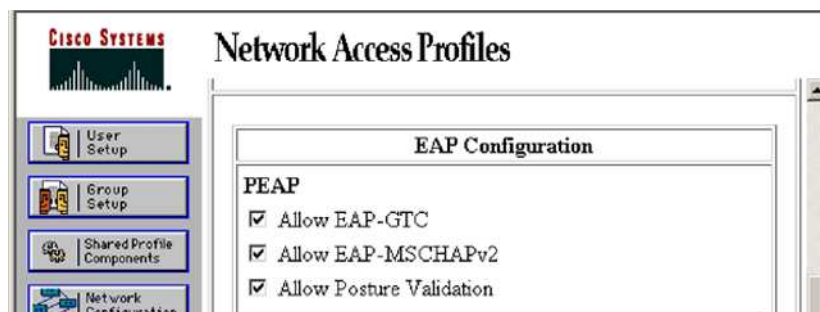 CISCO SYSTEMS
Network Access Profiles
User
Setup
Group
Setup
Shared Profile
Components
Network
Configuration
EAP Configuration
PEAP
Allow EAP-GTC
Allow EAP-MSCHAPv2
Allow Posture Validation